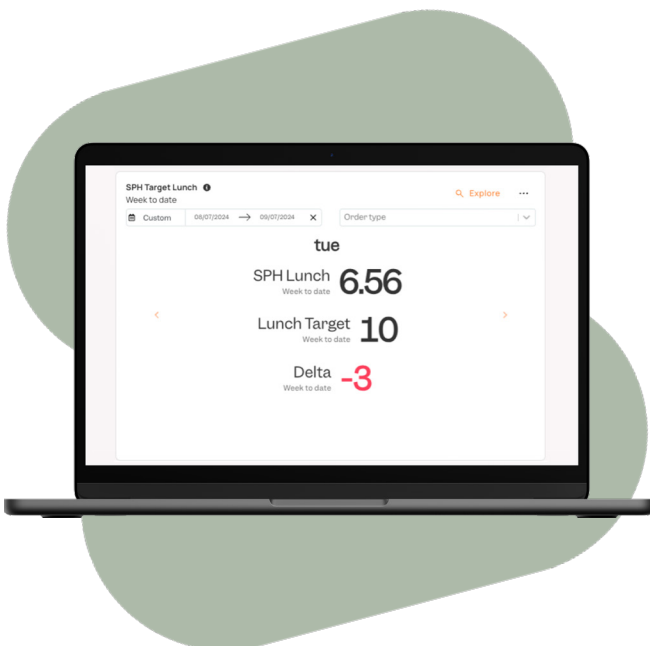 SPH Target Lunch
Week to date
Explore
Custom 08/07/2024 → 09/07/2024 X Order type
tue
SPH Lunch 6.56
Week to date
Lunch Target 10
Week to date
Delta -3
Week to date